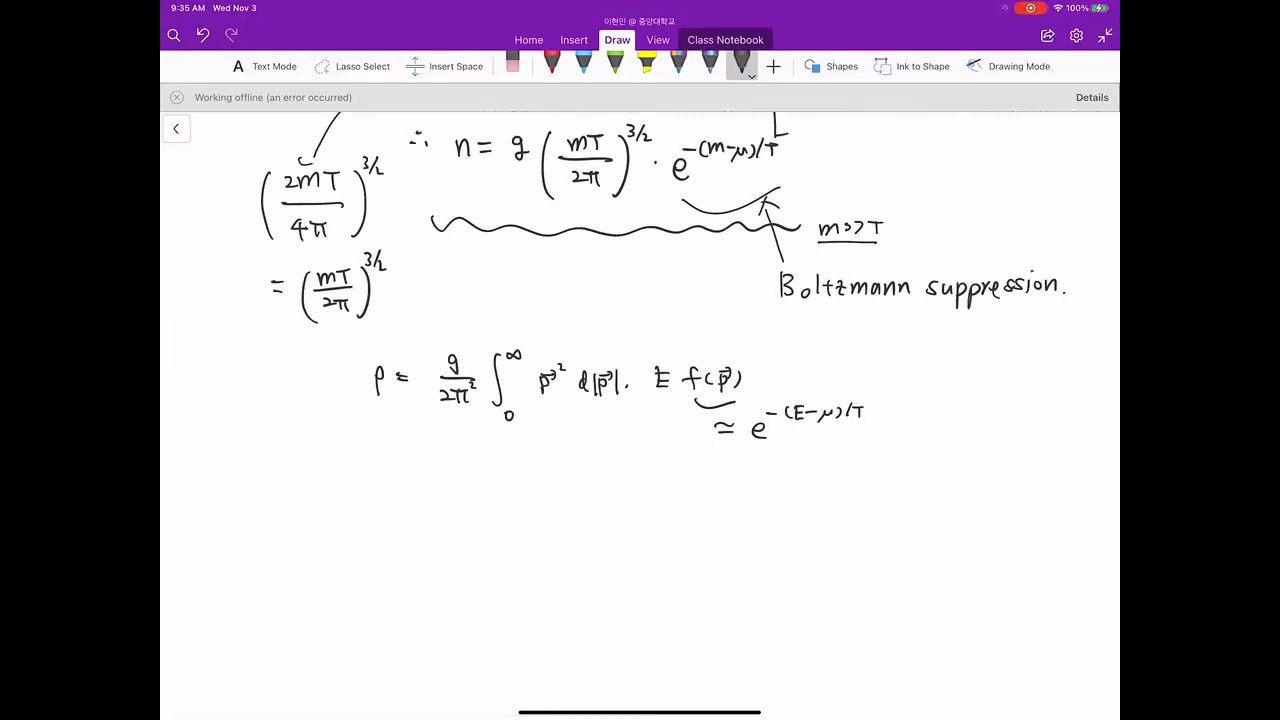 9:35 AM Wed Nov 3
100%
이현민 @ 중앙대학교
Home Insert Draw View Class Notebook
Text Mode Lasso Select Insert Space Shapes Ink to Shape Drawing Mode
Working offline (an error occurred) Details
∴ n = g (mT/2π)^{3/2} · e^{-(m-μ)/T}
(2mT/4π)^{3/2}
m>>T
= (mT/2π)^{3/2}
Boltzmann suppression.
ρ = g/2π² ∫₀^∞ p⃗² d|p⃗|. E f(p⃗)
≃ e^{-(E-μ)/T}